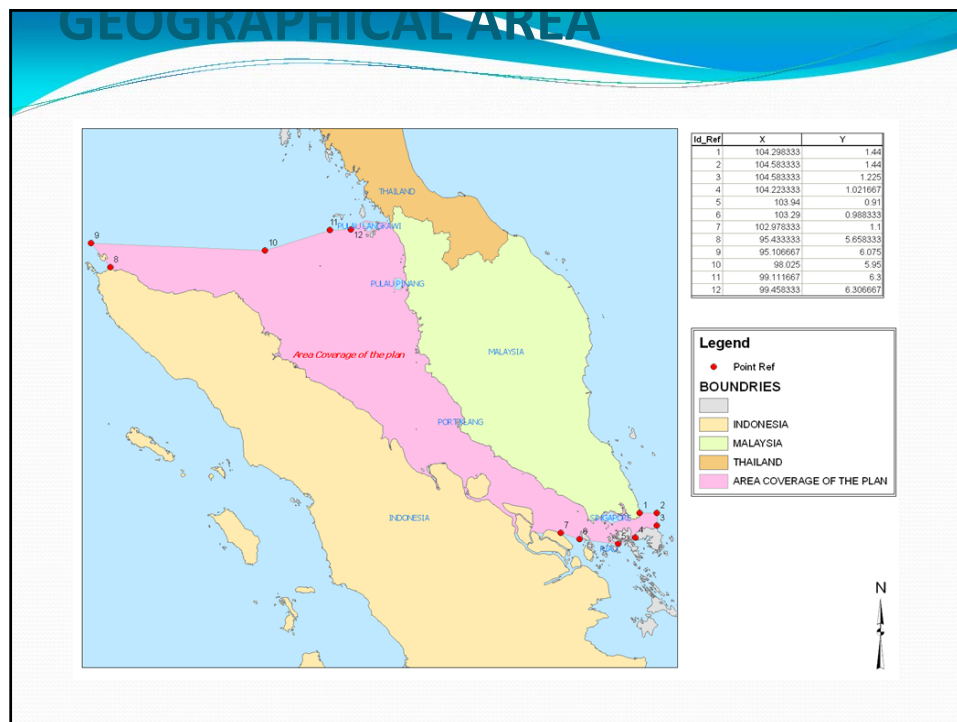 GEOGRAPHICAL AREA
THAILAND
PULAU LANGKAWI
11
12
9
10
8
PULAU PINANG
Area Coverage of the plan
MALAYSIA
INDONESIA
SINGAPORE
1
2
3
4
5
6
7
Id_Ref X Y
1 104.298333 1.44
2 104.583333 1.44
3 104.583333 1.225
4 104.223333 1.021667
5 103.94 0.91
6 103.29 0.988333
7 102.978333 1.1
8 95.433333 5.658333
9 95.106667 6.075
10 98.025 5.95
11 99.111667 6.3
12 99.458333 6.306667
Legend
Point Ref
BOUNDRIES
INDONESIA
MALAYSIA
THAILAND
AREA COVERAGE OF THE PLAN
N